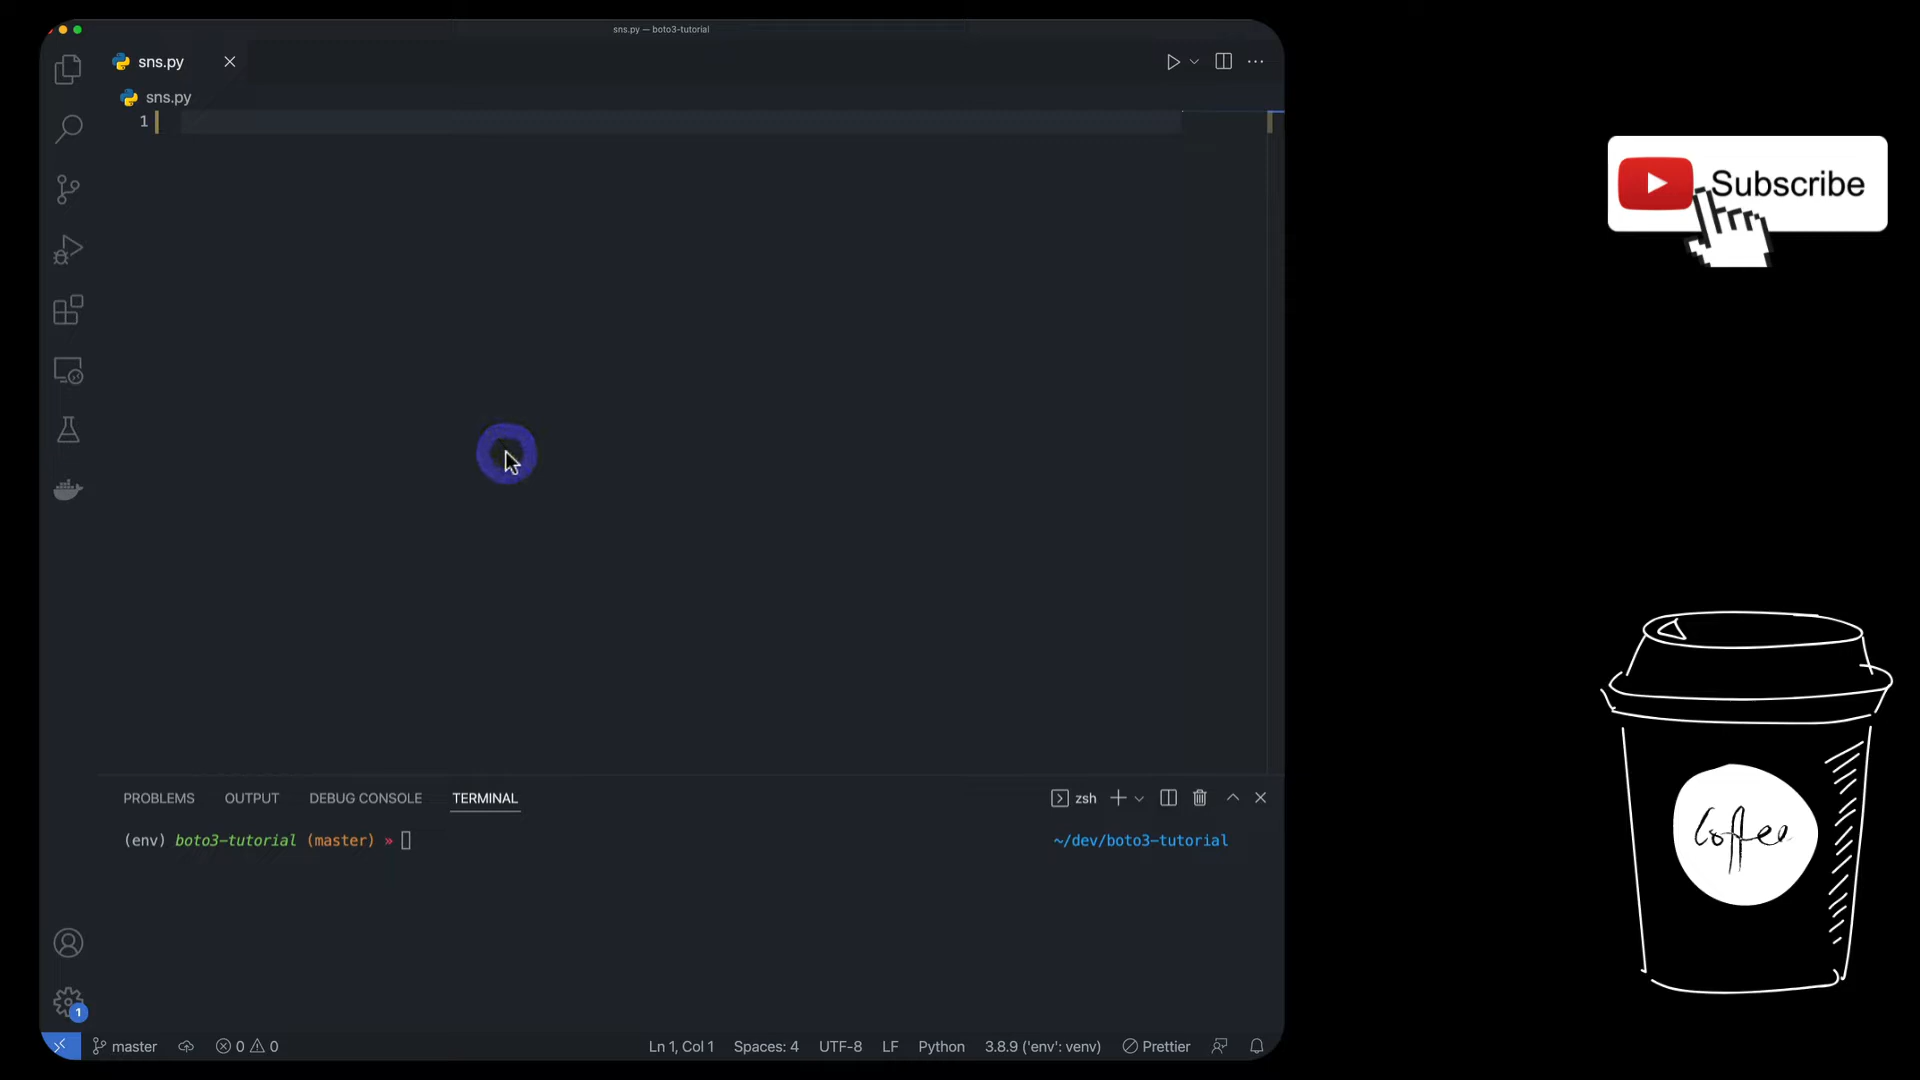 sns.py — boto3-tutorial
sns.py
sns.py
1
Subscribe
Coffee
PROBLEMS OUTPUT DEBUG CONSOLE TERMINAL
zsh
(env) boto3-tutorial (master) »
~/dev/boto3-tutorial
1
master 0 0 Ln 1, Col 1 Spaces: 4 UTF-8 LF Python 3.8.9 ('env': venv) Prettier